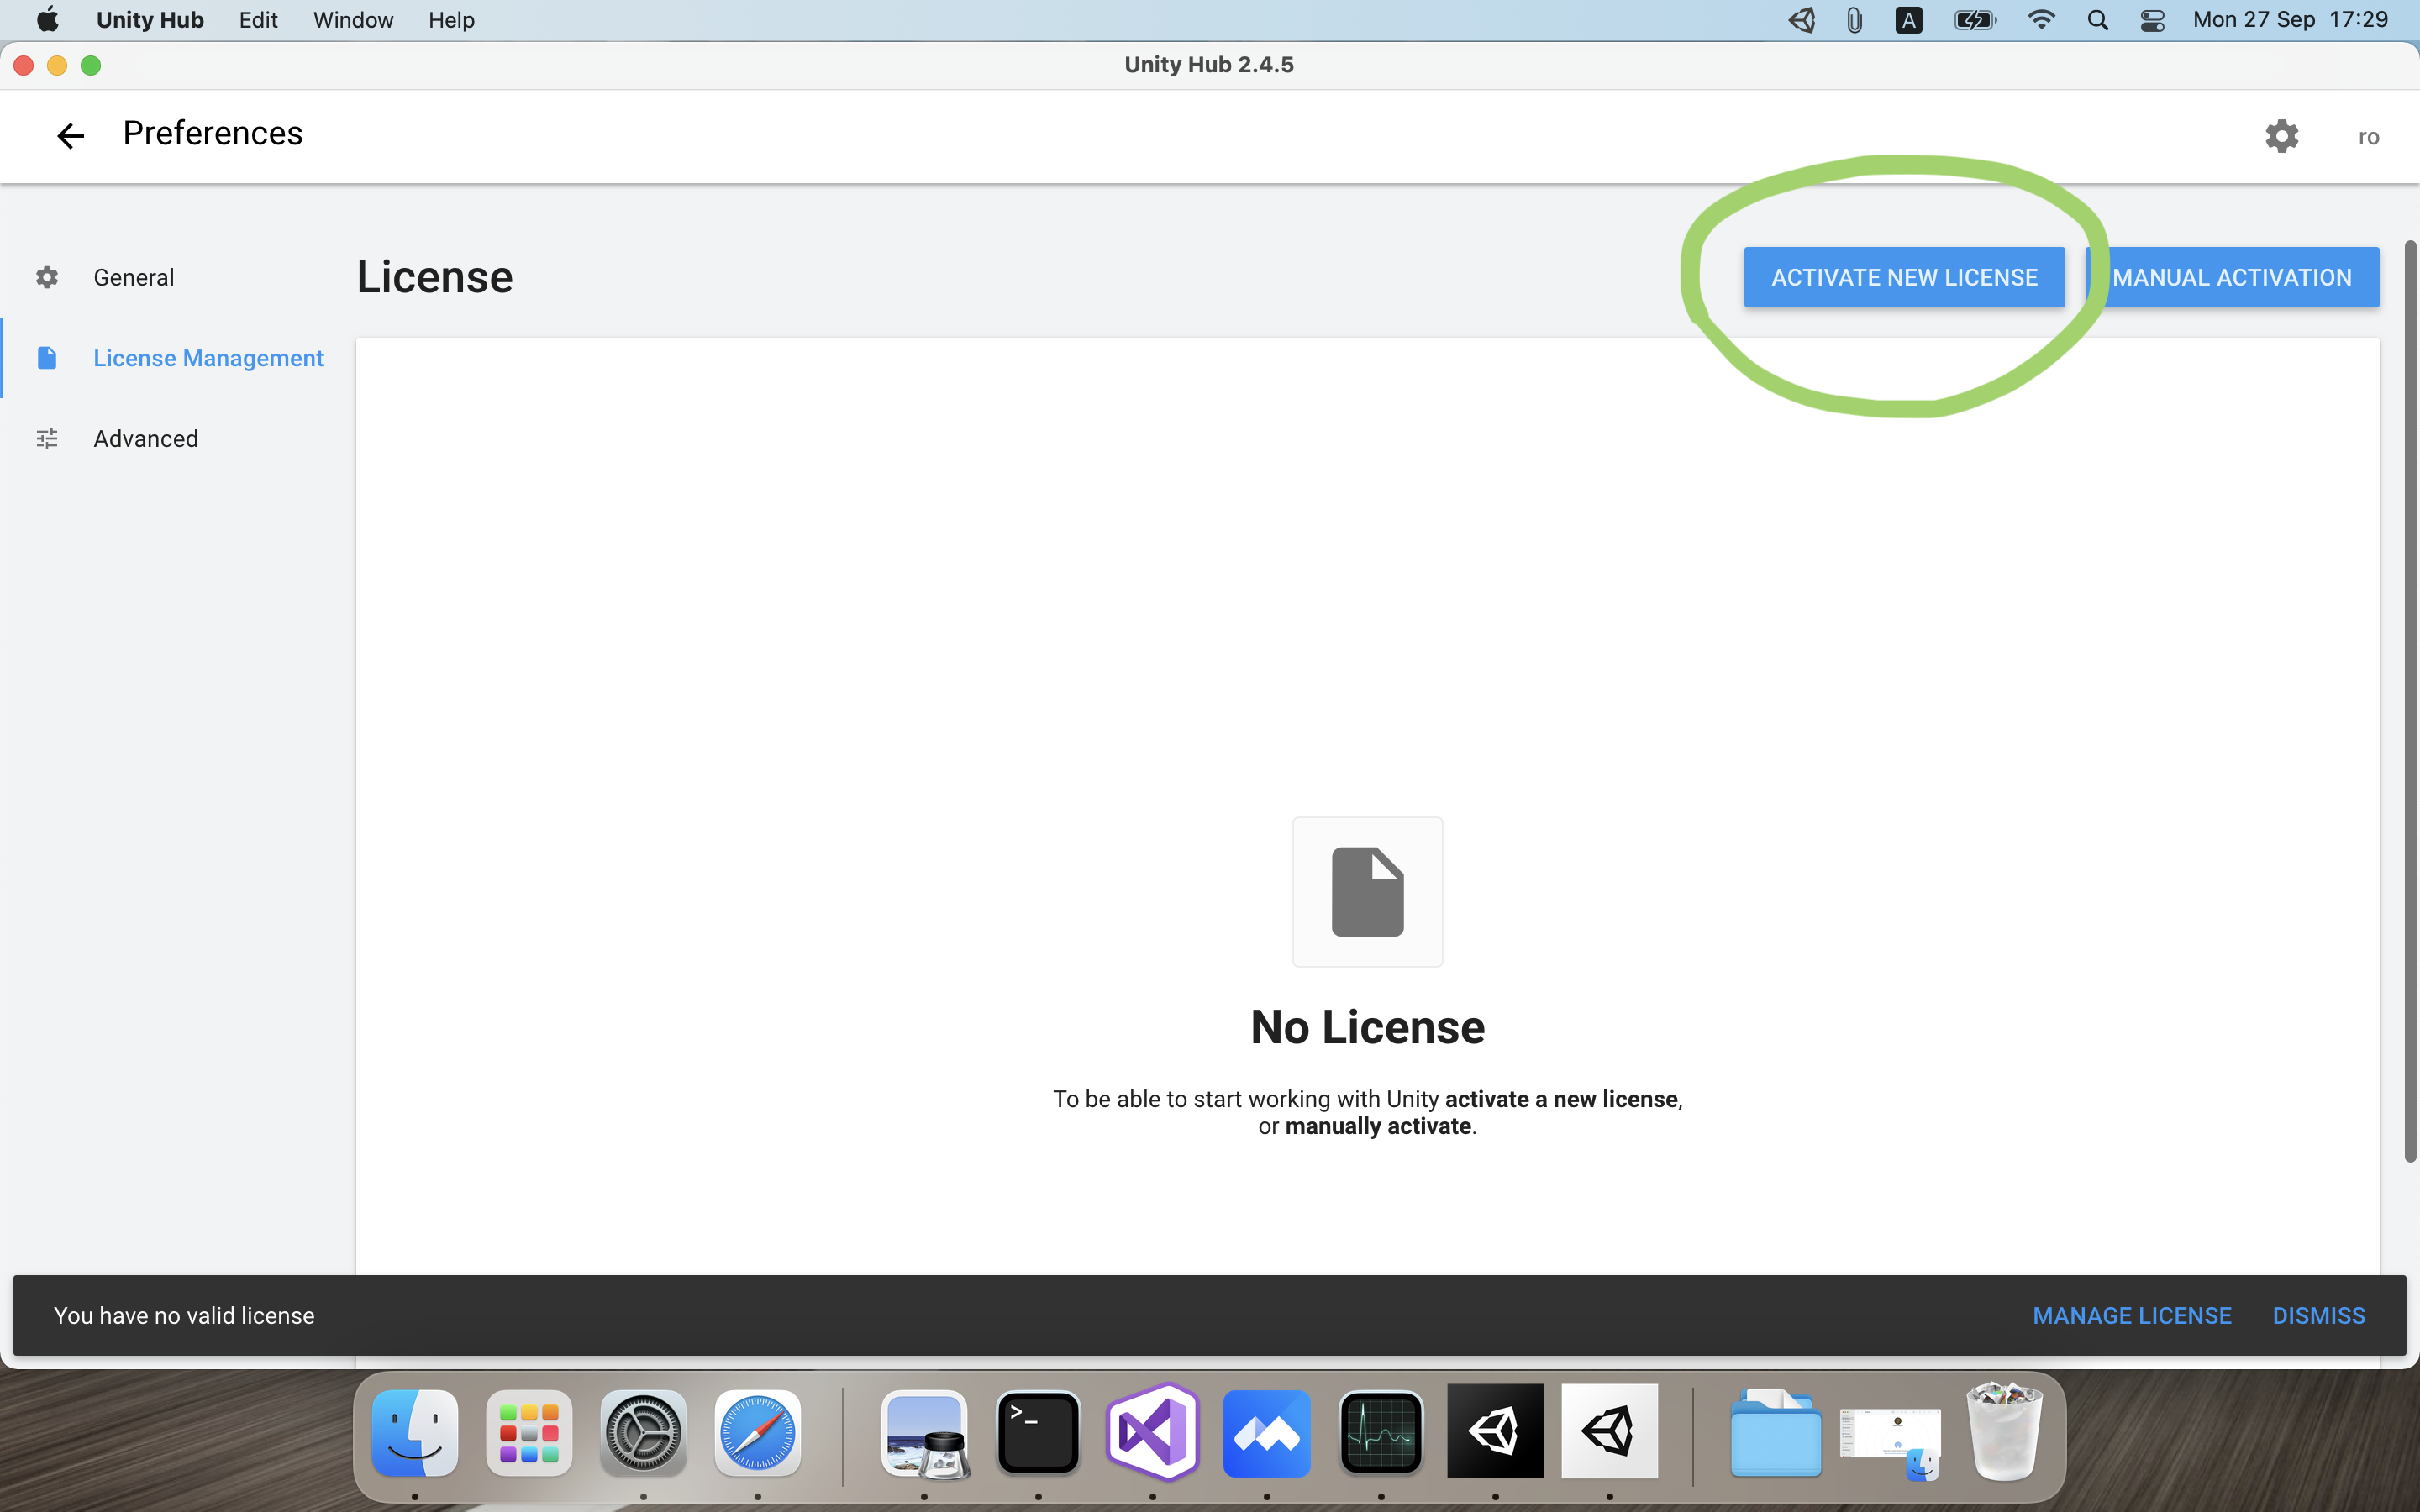 Unity Hub Edit Window Help
A
Mon 27 Sep 17:29
Unity Hub 2.4.5
Preferences
ro
General
License Management
Advanced
License
ACTIVATE NEW LICENSE
MANUAL ACTIVATION
No License
To be able to start working with Unity activate a new license,
or manually activate.
You have no valid license
MANAGE LICENSE
DISMISS
>_